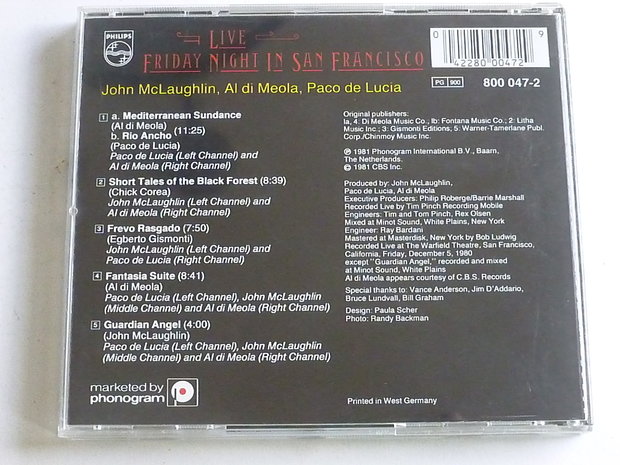 PHILIPS
LIVE
FRIDAY NIGHT IN SAN FRANCISCO
John McLaughlin, Al di Meola, Paco de Lucia
0 42280 00472 9
PG 900 800 047-2
1 a. Mediterranean Sundance
(Al di Meola)
b. Rio Ancho (11:25)
(Paco de Lucia)
Paco de Lucia (Left Channel) and
Al di Meola (Right Channel)
2 Short Tales of the Black Forest (8:39)
(Chick Corea)
John McLaughlin (Left Channel) and
Al di Meola (Right Channel)
3 Frevo Rasgado (7:50)
(Egberto Gismonti)
John McLaughlin (Left Channel) and
Paco de Lucia (Right Channel)
4 Fantasia Suite (8:41)
(Al di Meola)
Paco de Lucia (Left Channel), John McLaughlin
(Middle Channel) and Al di Meola (Right Channel)
5 Guardian Angel (4:00)
(John McLaughlin)
Paco de Lucia (Left Channel), John McLaughlin
(Middle Channel) and Al di Meola (Right Channel)
marketed by
phonogram
Original publishers:
1a, 4: Di Meola Music Co.; 1b: Fontana Music Co.; 2: Litha
Music Inc.; 3: Gismonti Editions; 5: Warner-Tamerlane Publ.
Corp./Chinmoy Music Inc.
℗ 1981 Phonogram International B.V., Baarn,
The Netherlands.
© 1981 CBS Inc.
Produced by: John McLaughlin,
Paco de Lucia, Al di Meola
Executive Producers: Philip Roberge/Barrie Marshall
Recorded Live by Tim Pinch Recording Mobile
Engineers: Tim and Tom Pinch, Rex Olsen
Mixed at Minot Sound, White Plains, New York
Engineer: Ray Bardani
Mastered at Masterdisk, New York by Bob Ludwig
Recorded Live at The Warfield Theatre, San Francisco,
California, Friday, December 5, 1980
except "Guardian Angel," recorded and mixed
at Minot Sound, White Plains
Al di Meola appears courtesy of C.B.S. Records
Special thanks to: Vance Anderson, Jim D'Addario,
Bruce Lundvall, Bill Graham
Design: Paula Scher
Photo: Randy Backman
Printed in West Germany